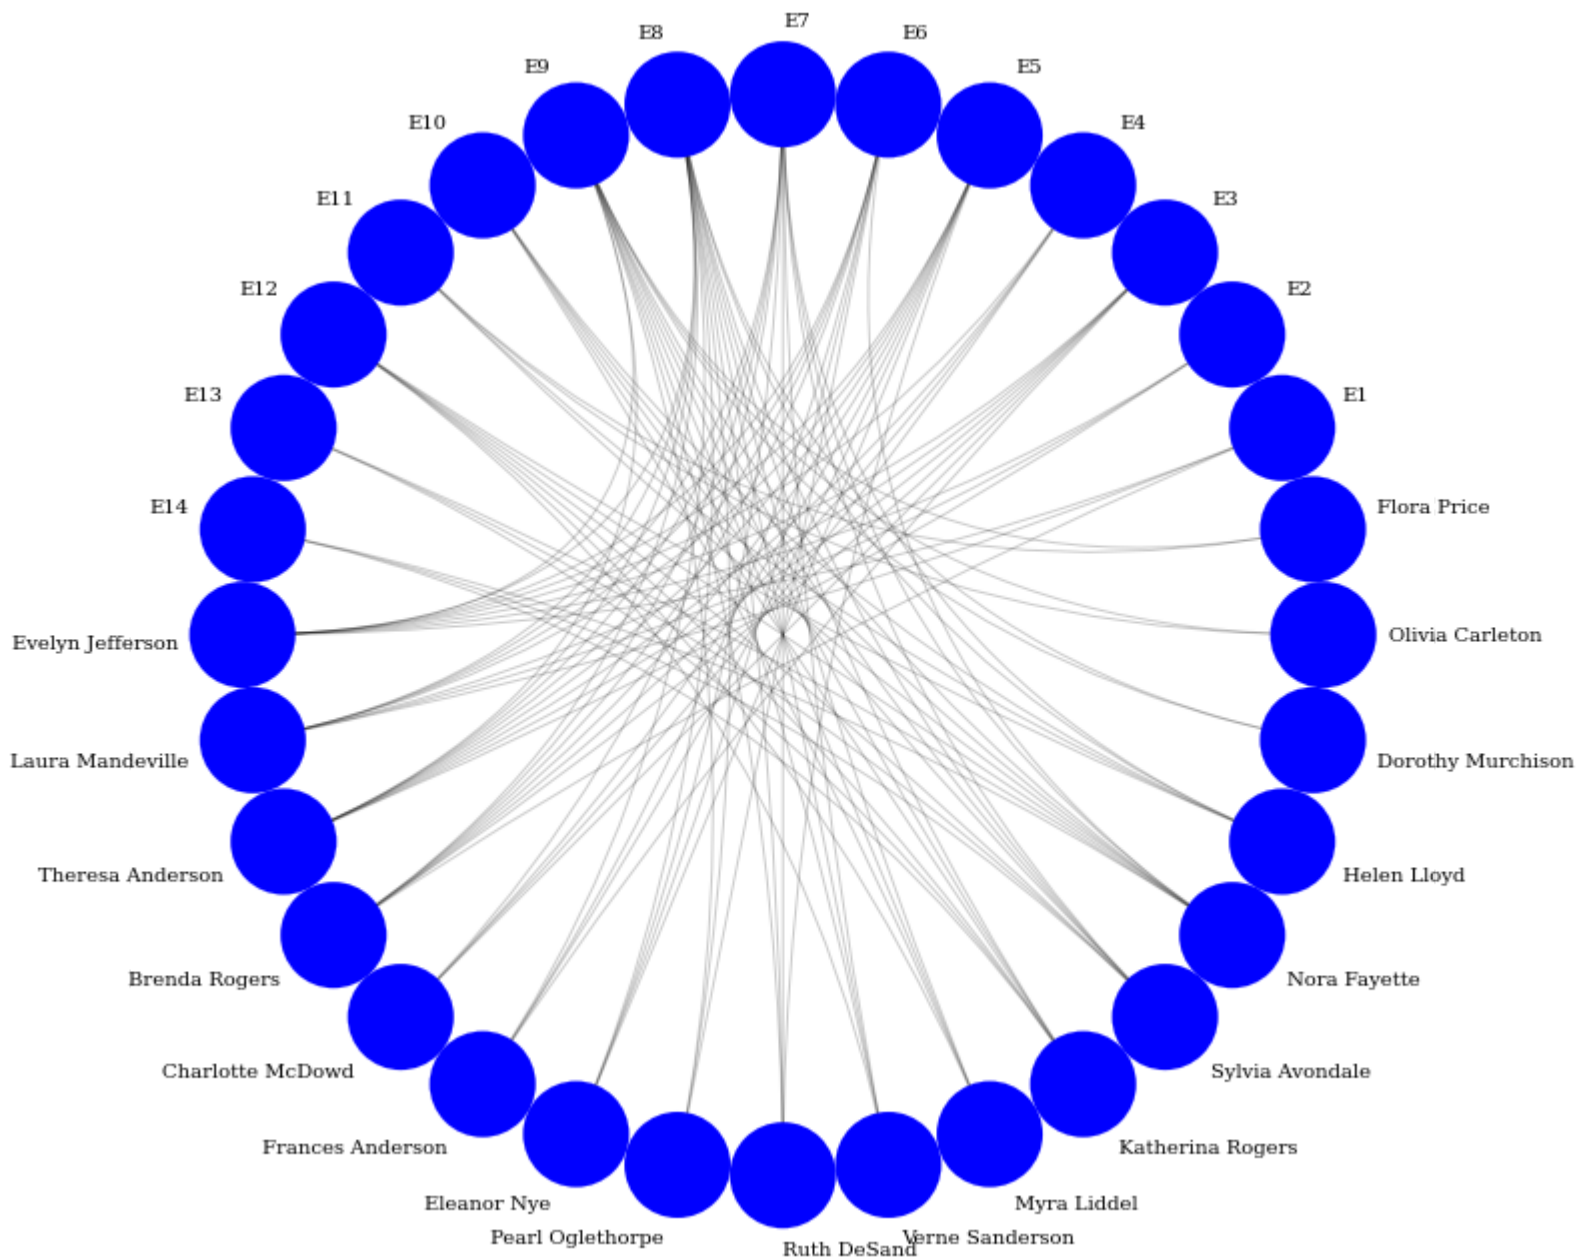 E7
E8
E6
E9
E5
E10
E4
E11
E3
E12
E2
E13
E1
E14
Flora Price
Evelyn Jefferson
Olivia Carleton
Laura Mandeville
Dorothy Murchison
Theresa Anderson
Helen Lloyd
Brenda Rogers
Nora Fayette
Charlotte McDowd
Sylvia Avondale
Frances Anderson
Katherina Rogers
Eleanor Nye
Myra Liddel
Pearl Oglethorpe
Verne Sanderson
Ruth DeSand